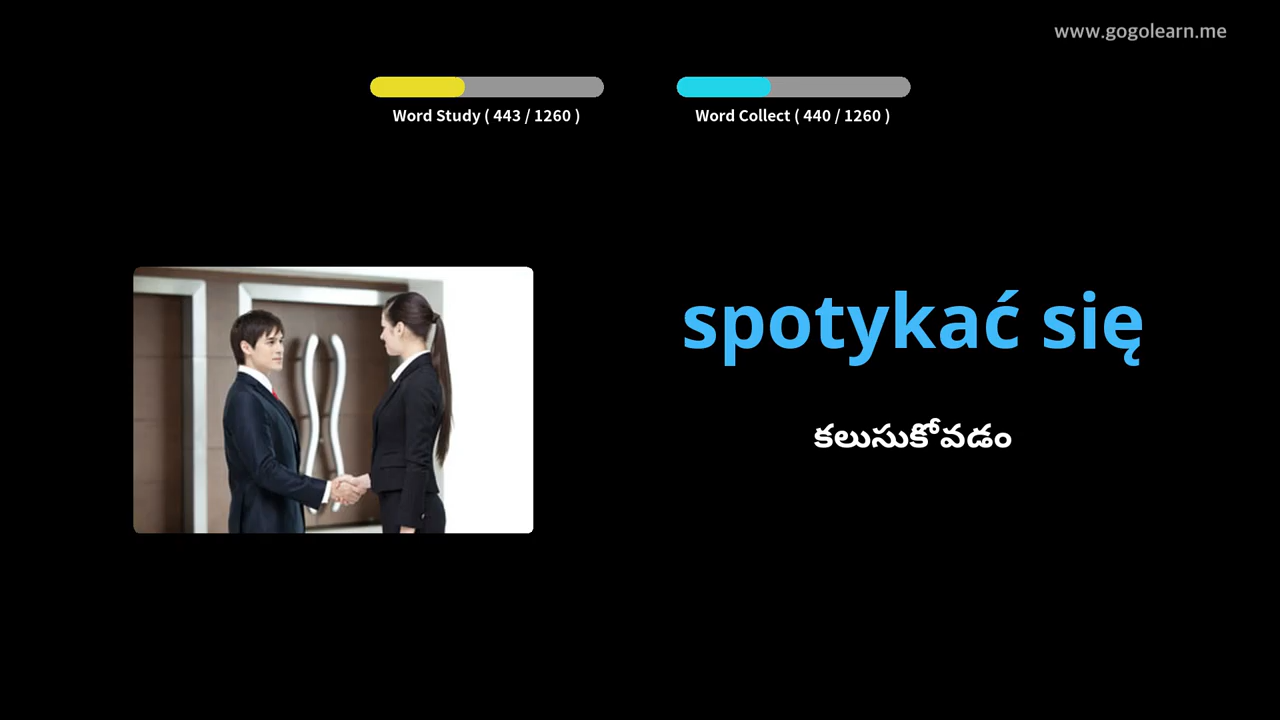 www.gogolearn.me
Word Study ( 443 / 1260 )
Word Collect ( 440 / 1260 )
spotykać się
కలుసుకోవడం